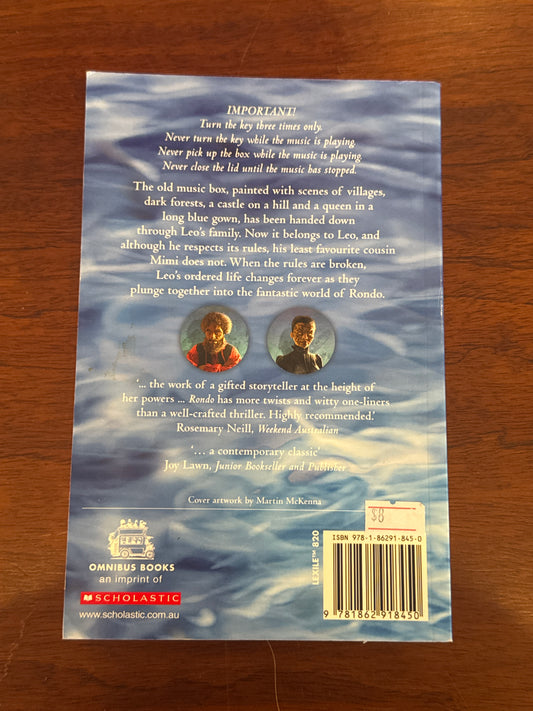 IMPORTANT!
Turn the key three times only.
Never turn the key while the music is playing.
Never pick up the box while the music is playing.
Never close the lid until the music has stopped.
The old music box, painted with scenes of villages,
dark forests, a castle on a hill and a queen in a
long blue gown, has been handed down
through Leo's family. Now it belongs to Leo, and
although he respects its rules, his least favourite cousin
Mimi does not. When the rules are broken,
Leo's ordered life changes forever as they
plunge together into the fantastic world of Rondo.
'... the work of a gifted storyteller at the height of
her powers ... Rondo has more twists and witty one-liners
than a well-crafted thriller. Highly recommended.'
Rosemary Neill, Weekend Australian
'... a contemporary classic'
Joy Lawn, Junior Bookseller and Publisher
Cover artwork by Martin McKenna
$8
OMNIBUS BOOKS
an imprint of
SCHOLASTIC
www.scholastic.com.au
LEXILE™ 820
ISBN 978-1-86291-845-0
9 781862 918450